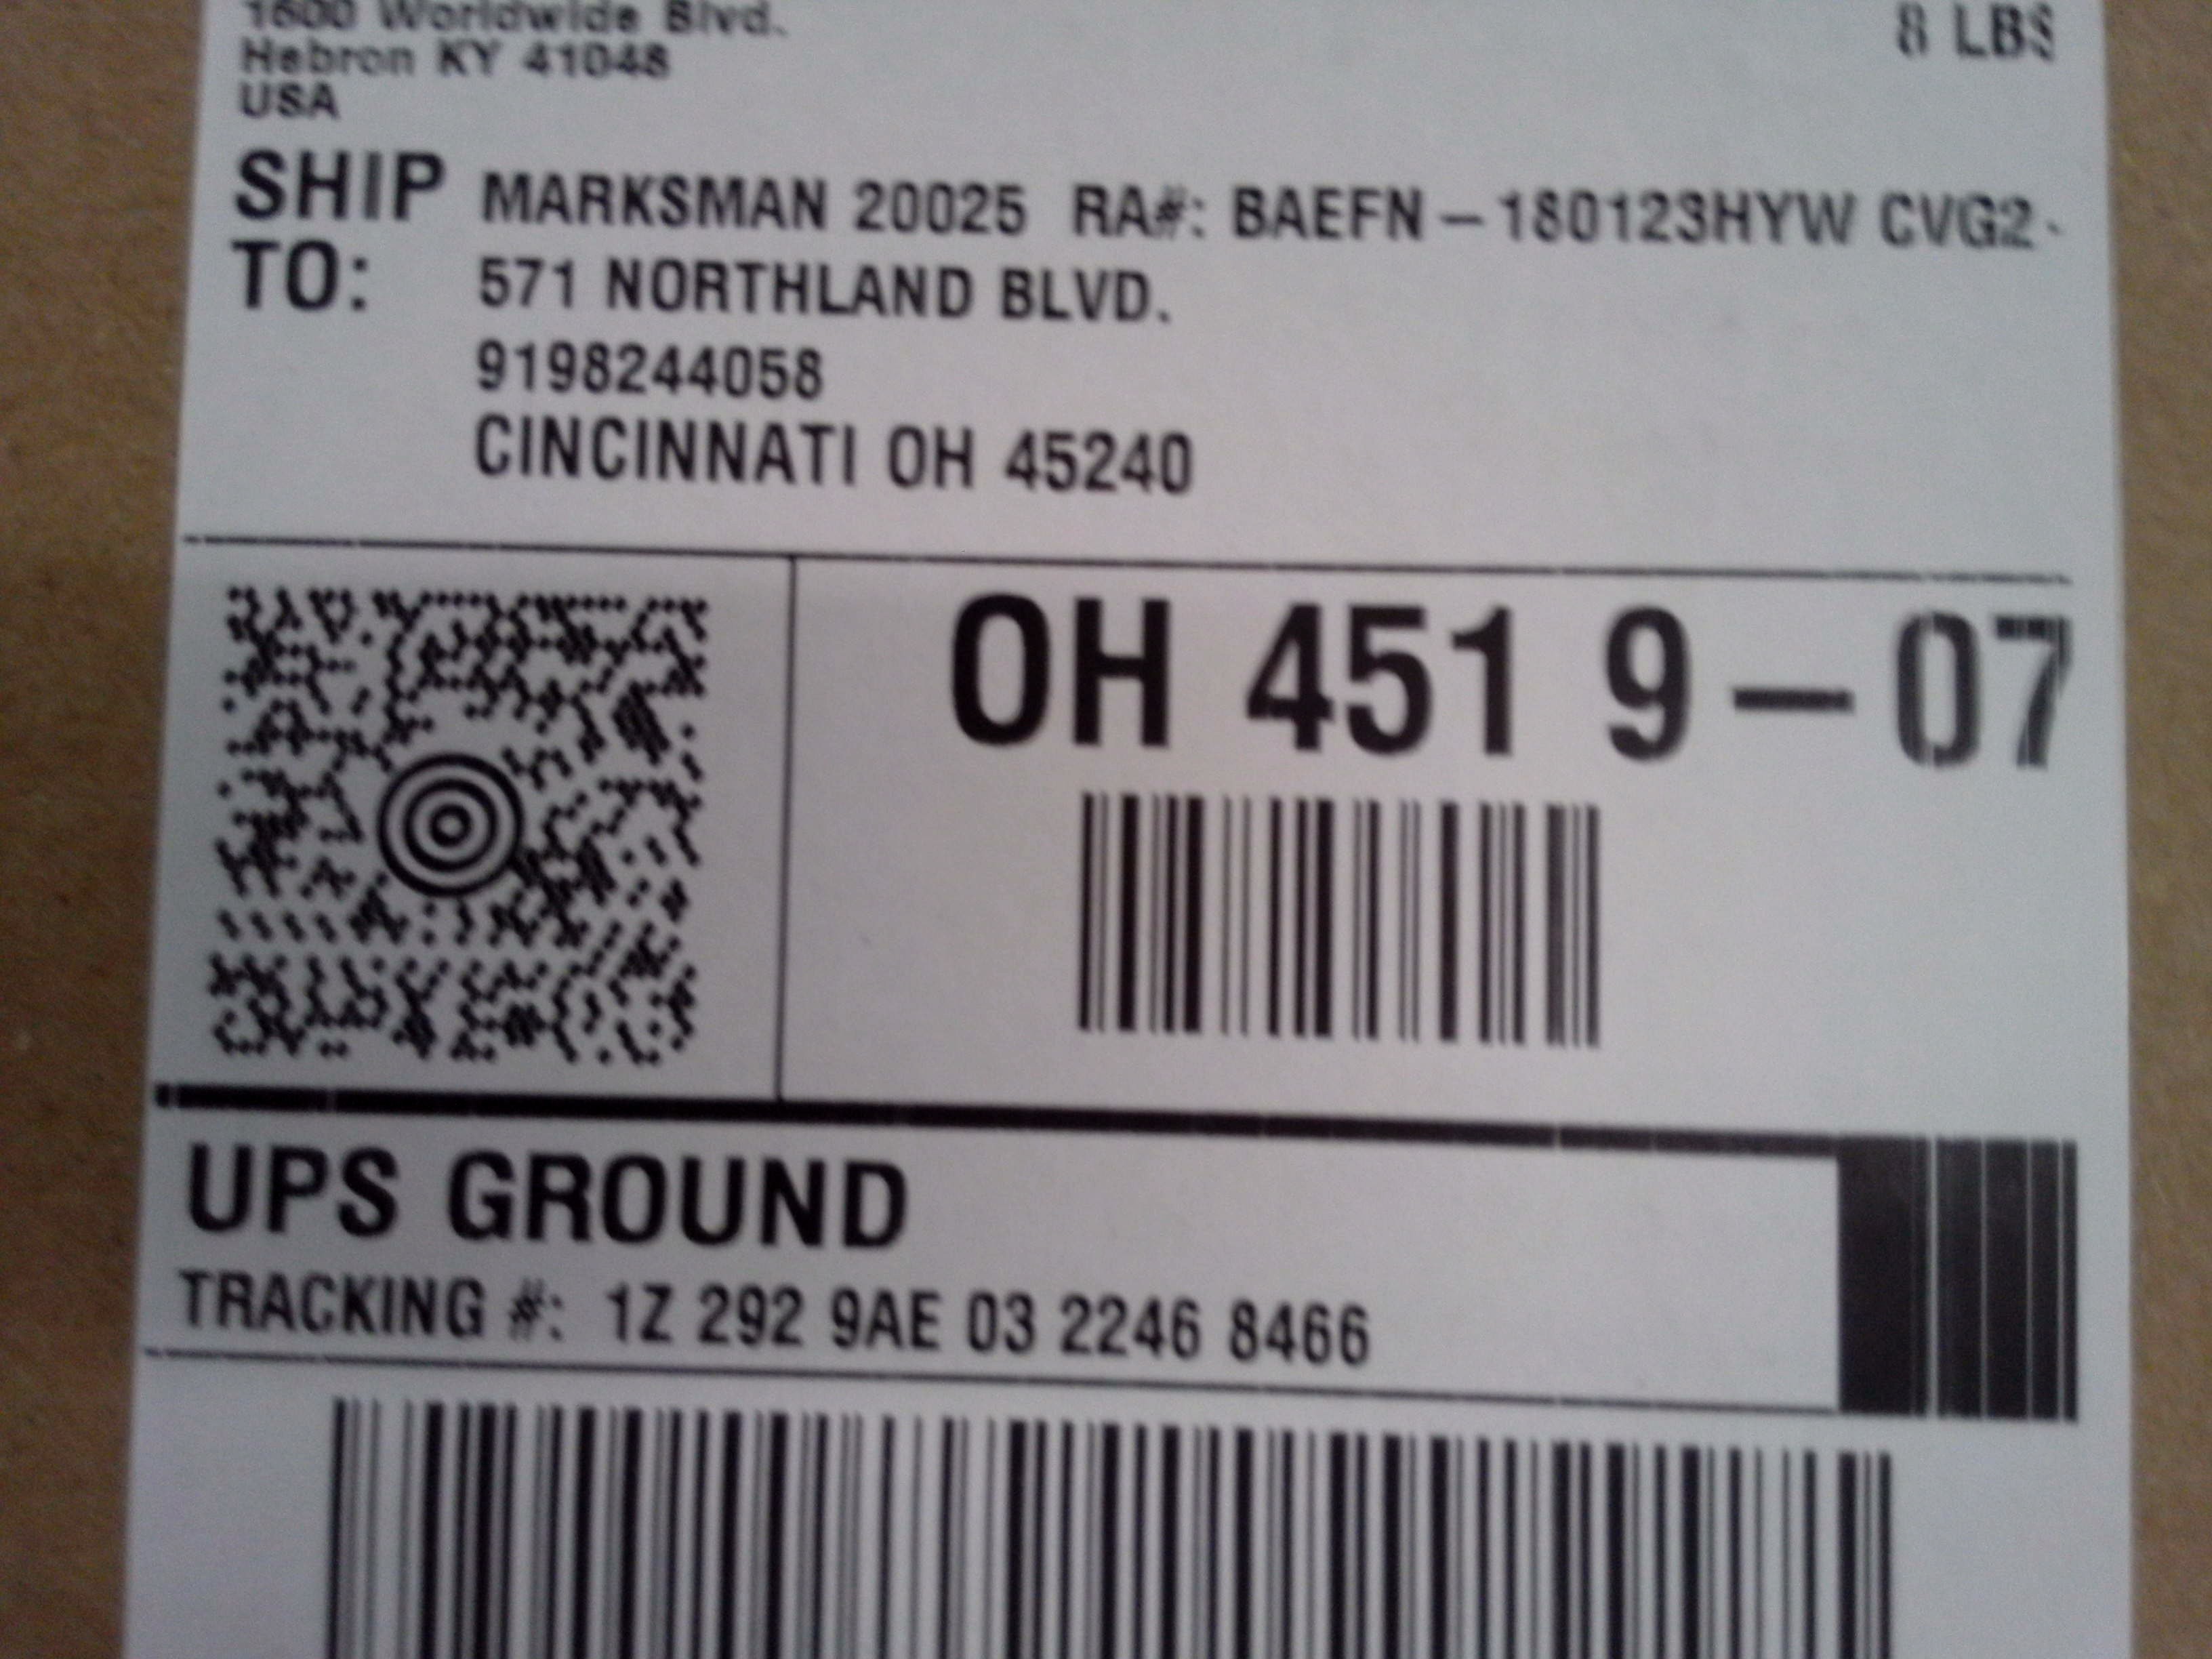 1600 Worldwide Blvd.
Hebron KY 41048
USA
8 LBS
SHIP TO:
MARKSMAN 20025 RA#: BAEFN-180123HYW CVG2-
571 NORTHLAND BLVD.
9198244058
CINCINNATI OH 45240
OH 451 9-07
UPS GROUND
TRACKING #: 1Z 292 9AE 03 2246 8466